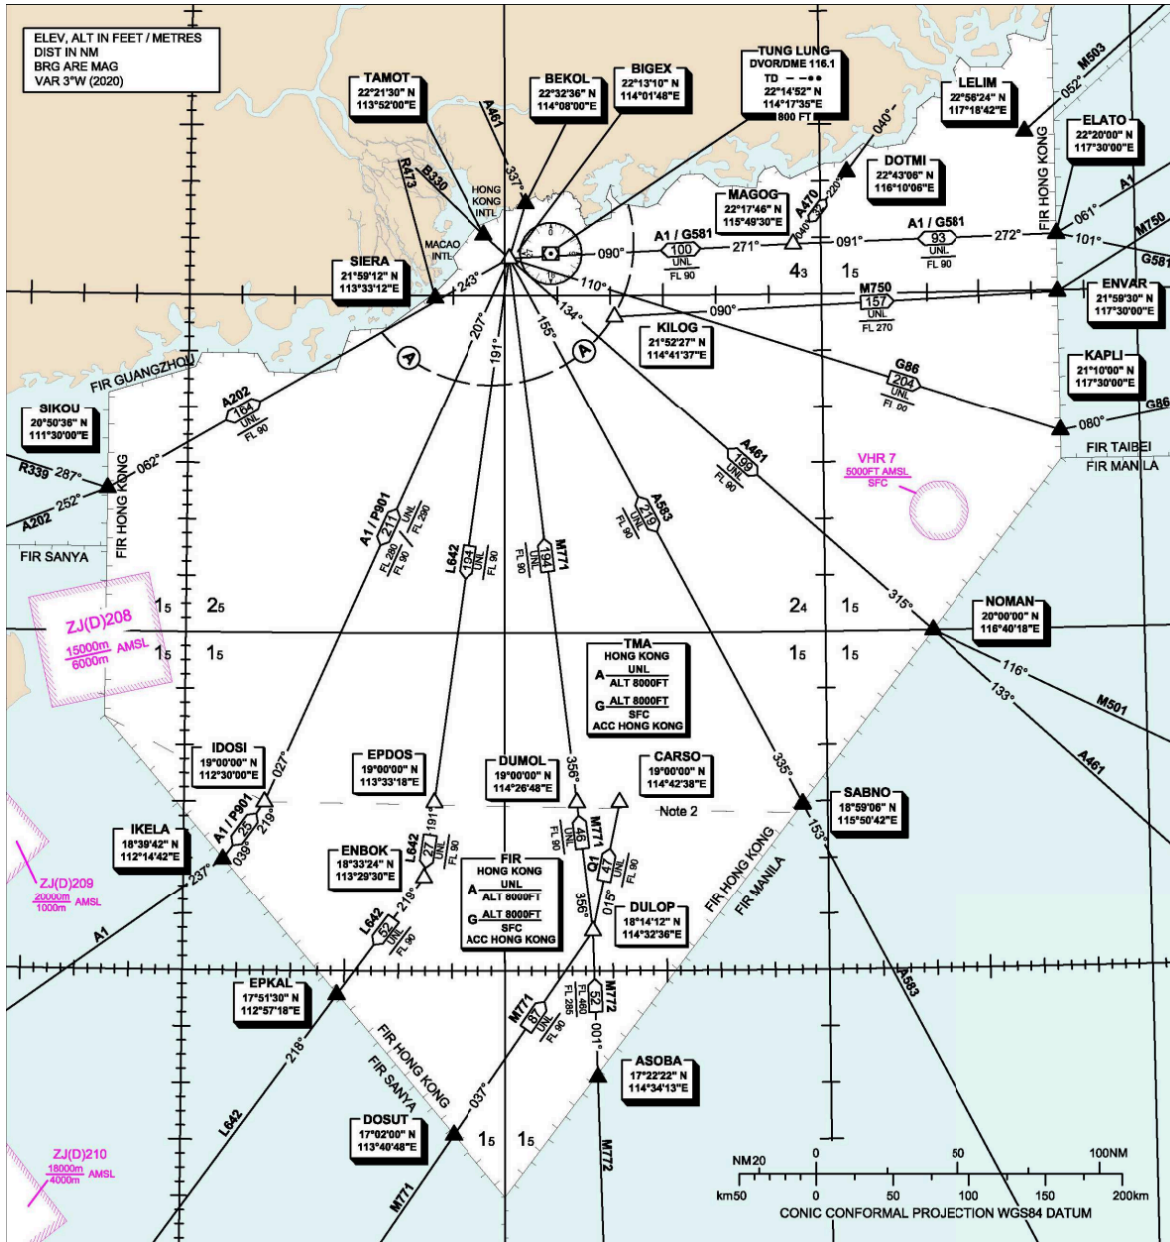 ELEV, ALT IN FEET / METRES
DIST IN NM
BRG ARE MAG
VAR 3°W (2020)
TAMOT
22°21'30" N
113°52'00"E
BEKOL
22°32'36" N
114°08'00"E
BIGEX
22°13'10" N
114°01'48"E
TUNG LUNG
DVOR/DME 116.1
TD – –••
22°14'52" N
114°17'35"E
800 FT
LELIM
22°56'24" N
117°16'42"E
M503
052°
ELATO
22°20'00" N
117°30'00"E
A461
337°
040°
DOTMI
22°43'06" N
116°10'06"E
FIR HONG KONG
R473
B330
HONG
KONG
INTL
MAGOG
22°17'46" N
115°49'30"E
A470
32
220°
040°
A1
061°
M750
101°
G581
MACAO
INTL
A1 / G581
100
UNL
FL 90
090°
271°
091°
A1 / G581
93
UNL
FL 90
272°
SIERA
21°59'12" N
113°33'12"E
243°
110°
134°
4₃
1₅
M750
157
UNL
FL 270
090°
ENVAR
21°59'30" N
117°30'00"E
207°
191°
155°
KILOG
21°52'27" N
114°41'37"E
A
A
FIR GUANGZHOU
G86
204
UNL
KAPLI
21°10'00" N
117°30'00"E
SIKOU
20°50'36" N
111°30'00"E
A202
164
UNL
FL 90
G86
080°
FIR TAIBEI
FIR MANILA
R339
287°
062°
252°
A202
FIR HONG KONG
A461
199
UNL
FL 90
VHR 7
5000FT AMSL
SFC
A1 / P901
211
UNL
FL 290
FL 280
FL 90
L642
194
UNL
FL 90
M771
194
UNL
FL 90
A583
219
UNL
FL 90
FIR SANYA
1₅
2₅
2₄
1₅
315°
NOMAN
20°00'00" N
116°40'18"E
ZJ(D)208
15000m
6000m
AMSL
1₅
1₅
1₅
1₅
TMA
HONG KONG
A
UNL
ALT 8000FT
G
ALT 8000FT
SFC
ACC HONG KONG
116°
133°
M501
A461
IDOSI
19°00'00" N
112°30'00"E
027°
EPDOS
19°00'00" N
113°33'18"E
DUMOL
19°00'00" N
114°26'48"E
356°
CARSO
19°00'00" N
114°42'38"E
335°
Note 2
SABNO
18°59'06" N
115°50'42"E
153°
IKELA
18°39'42" N
112°14'42"E
A1 / P901
25
219°
039°
237°
191°
L642
27
UNL
FL 90
M771
46
UNL
FL 90
Q1
47
UNL
FL 90
ENBOK
18°33'24" N
113°29'30"E
FIR
HONG KONG
A
UNL
ALT 8000FT
G
ALT 8000FT
SFC
ACC HONG KONG
356°
015°
FIR HONG KONG
FIR MANILA
ZJ(D)209
20000m
1000m
AMSL
218°
L642
52
UNL
FL 90
DULOP
18°14'12" N
114°32'36"E
A1
A583
EPKAL
17°51'30" N
112°57'18"E
M771
87
UNL
FL 90
M772
52
FL 460
FL 285
001°
218°
FIR HONG KONG
FIR SANYA
ASOBA
17°22'22" N
114°34'13"E
037°
L642
DOSUT
17°02'00" N
113°40'48"E
1₅
1₅
M772
M771
ZJ(D)210
18000m
4000m
AMSL
NM20
0
50
100NM
km50
0
50
100
150
200km
CONIC CONFORMAL PROJECTION WGS84 DATUM